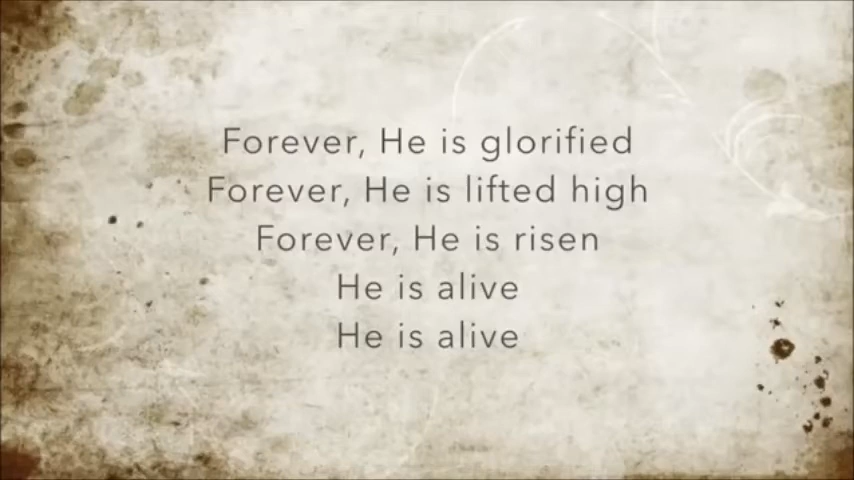 Forever, He is glorified
Forever, He is lifted high
Forever, He is risen
He is alive
He is alive